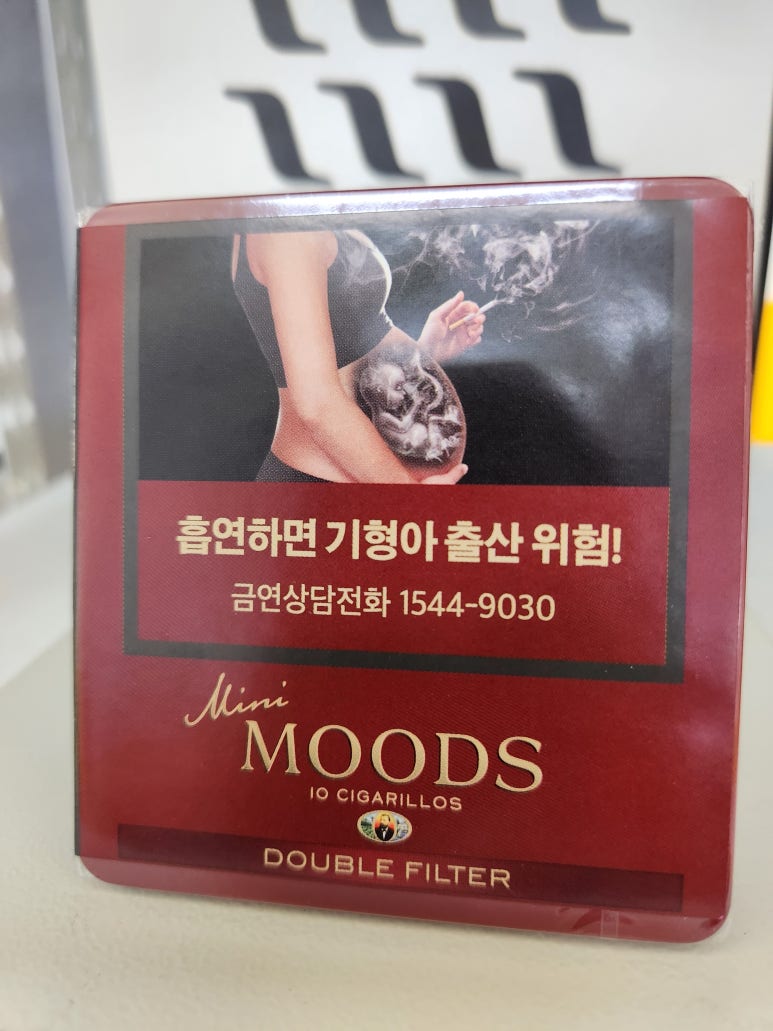 흡연하면 기형아 출산 위험!
금연상담전화 1544-9030
Mini
MOODS
10 CIGARILLOS
DOUBLE FILTER